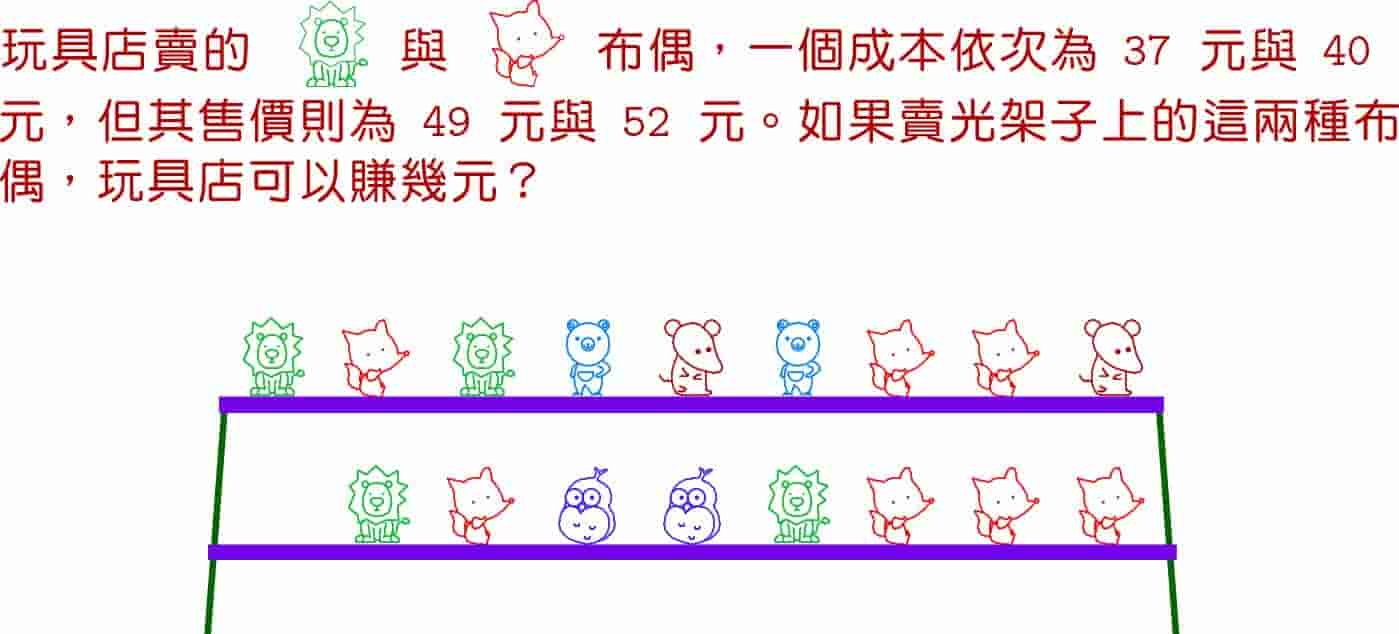 玩具店賣的 與 布偶，一個成本依次為 37 元與 40
元，但其售價則為 49 元與 52 元。如果賣光架子上的這兩種布
偶，玩具店可以賺幾元？